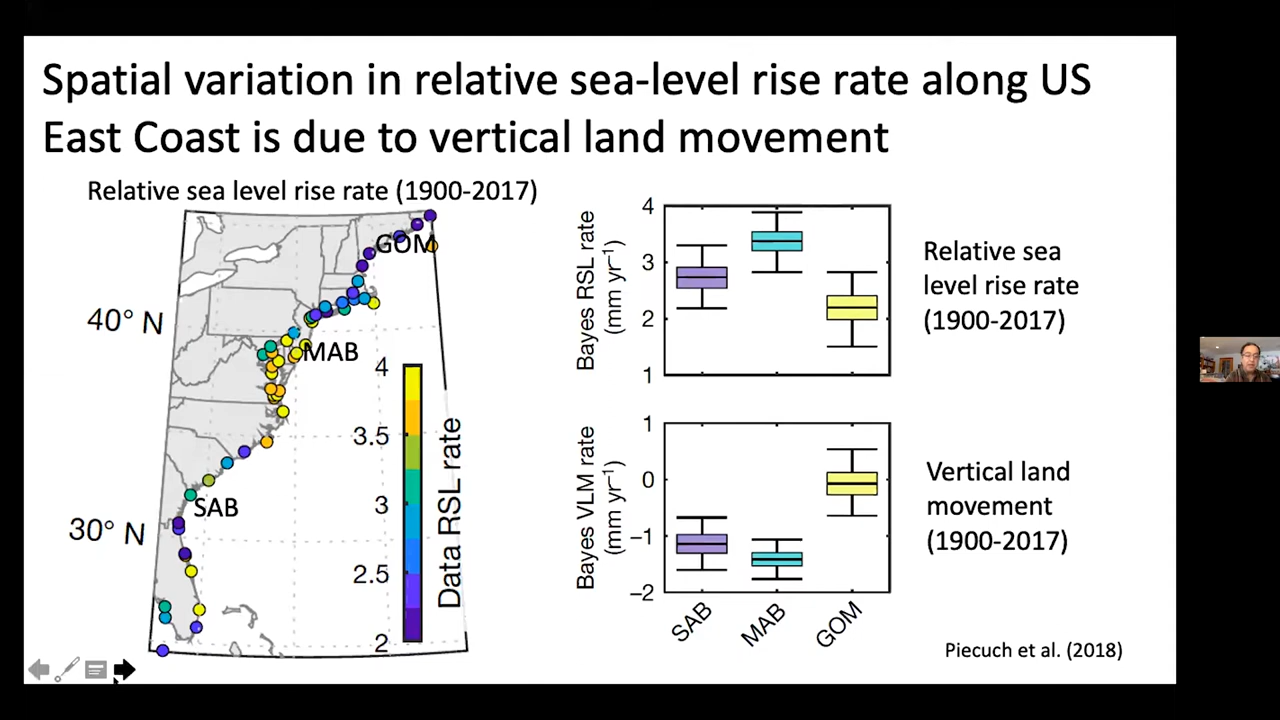 Spatial variation in relative sea-level rise rate along US
East Coast is due to vertical land movement
Relative sea level rise rate (1900-2017)
GOM
40° N
MAB
SAB
30° N
4
3.5
3
2.5
2
Data RSL rate
Bayes RSL rate
(mm yr⁻¹)
4
3
2
1
Relative sea
level rise rate
(1900-2017)
Bayes VLM rate
(mm yr⁻¹)
1
0
−1
−2
SAB
MAB
GOM
Vertical land
movement
(1900-2017)
Piecuch et al. (2018)